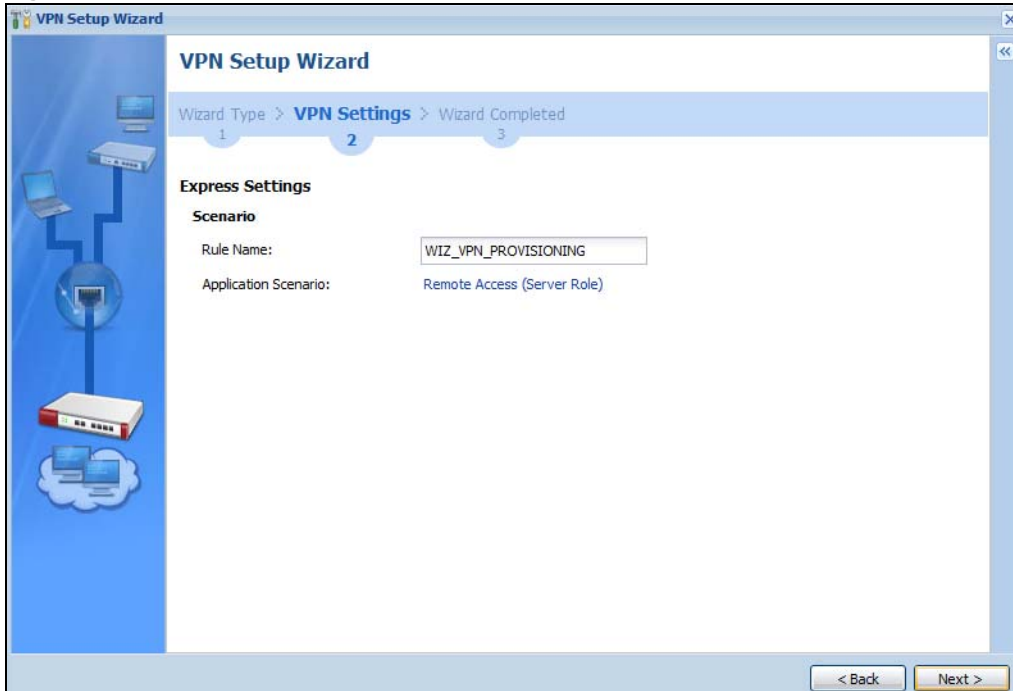 VPN Setup Wizard
VPN Setup Wizard
Wizard Type > VPN Settings > Wizard Completed
1 2 3
Express Settings
Scenario
Rule Name: WIZ_VPN_PROVISIONING
Application Scenario: Remote Access (Server Role)
< Back Next >